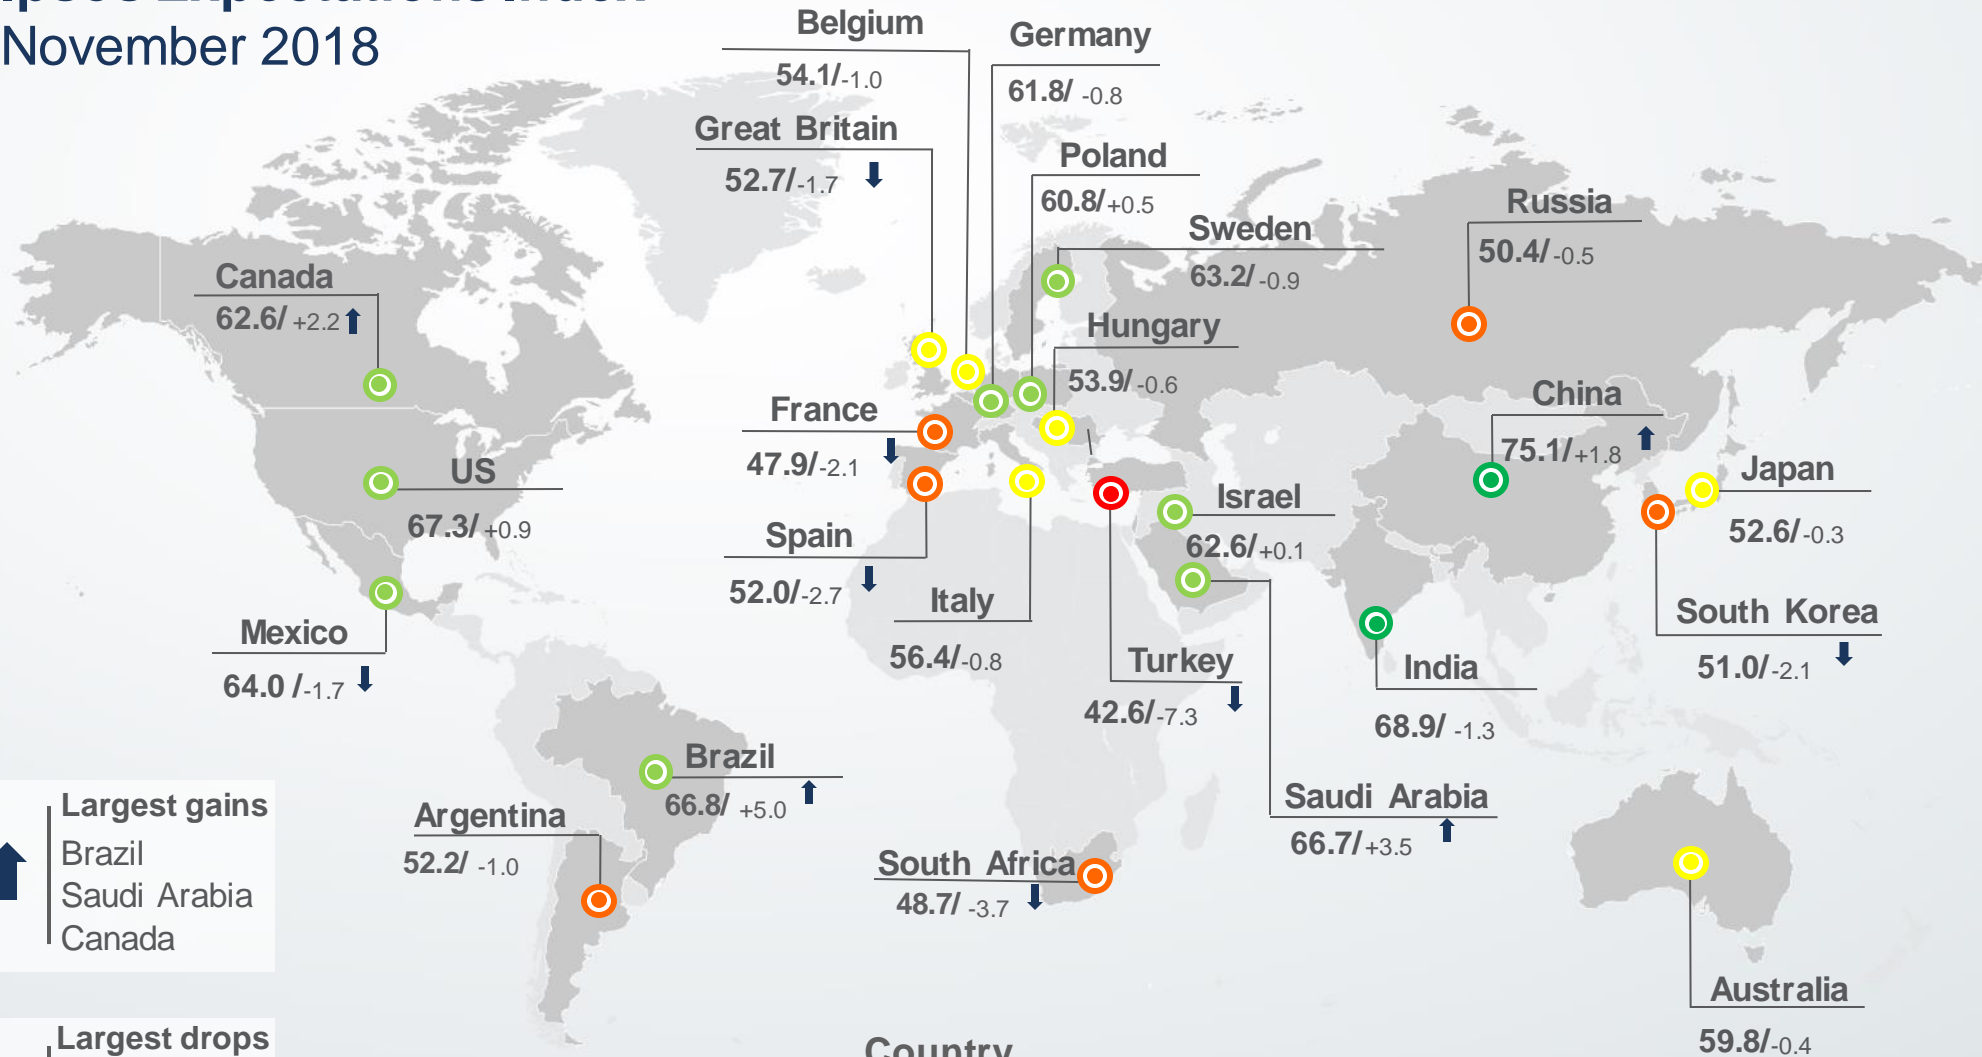 Ipsos Expectations Index
November 2018
Belgium
54.1/-1.0
Germany
61.8/ -0.8
Great Britain
52.7/-1.7
Poland
60.8/+0.5
Sweden
63.2/ -0.9
Russia
50.4/-0.5
Canada
62.6/ +2.2
Hungary
53.9/-0.6
France
47.9/-2.1
China
75.1/+1.8
US
67.3/+0.9
Japan
52.6/-0.3
Israel
62.6/+0.1
Spain
52.0/-2.7
Italy
56.4/-0.8
Mexico
64.0 /-1.7
Turkey
42.6/-7.3
South Korea
51.0/-2.1
India
68.9/ -1.3
Brazil
66.8/ +5.0
Saudi Arabia
66.7/+3.5
Argentina
52.2/ -1.0
South Africa
48.7/ -3.7
Australia
59.8/-0.4
Largest gains
Brazil
Saudi Arabia
Canada
Largest drops
Country